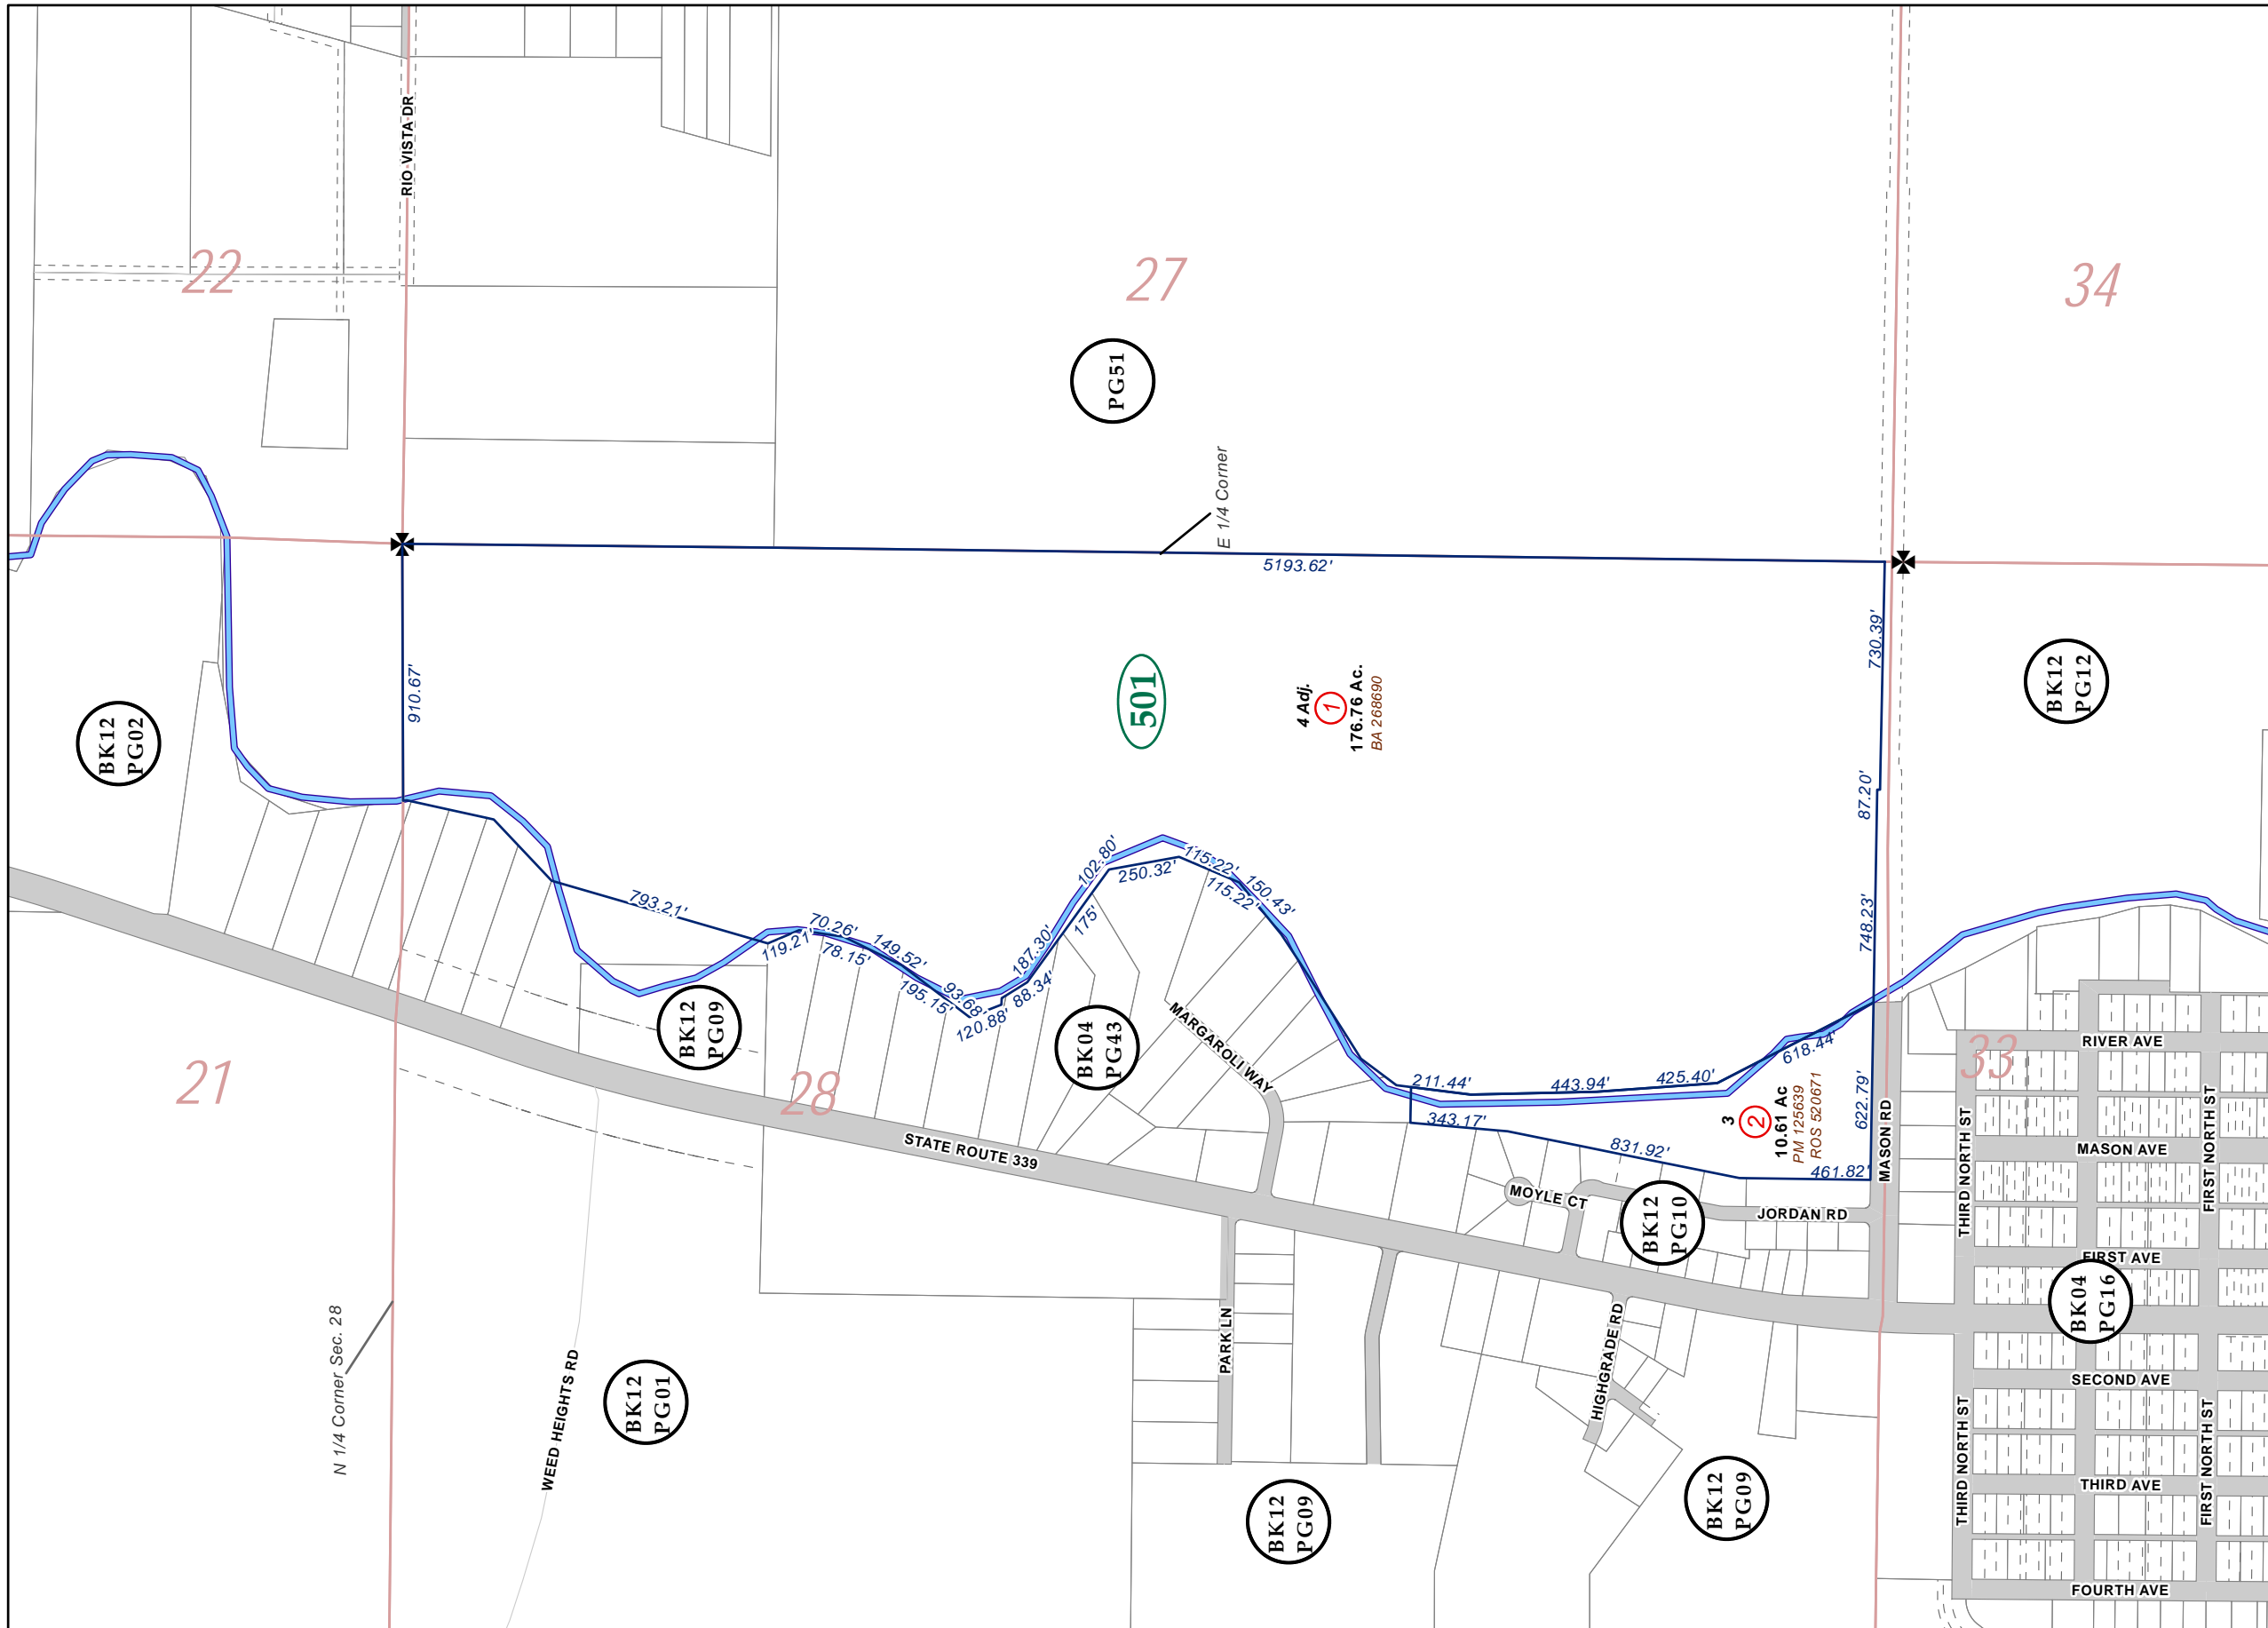 RIO VISTA DR
22
27
34
PG51
E 1/4 Corner
5193.62'
910.67'
730.39'
BK12
PG02
501
4 Adj.
1
176.76 Ac.
BA 268690
BK12
PG12
87.20'
748.23'
793.21'
119.21'
70.26'
78.15'
149.52'
195.15'
93.68'
120.88'
88.34'
187.30'
175'
102.80'
250.32'
115.22'
115.22'
150.43'
BK12
PG09
BK04
PG43
MARGAROLI WAY
211.44'
443.94'
425.40'
618.44'
343.17'
831.92'
461.82'
622.79'
3
2
10.61 Ac
PM 125639
ROS 520671
MASON RD
21
28
33
STATE ROUTE 339
MOYLE CT
BK12
PG10
JORDAN RD
RIVER AVE
MASON AVE
FIRST AVE
THIRD NORTH ST
FIRST NORTH ST
BK04
PG16
N 1/4 Corner Sec. 28
WEED HEIGHTS RD
BK12
PG01
PARK LN
HIGHGRADE RD
SECOND AVE
THIRD AVE
FOURTH AVE
THIRD NORTH ST
FIRST NORTH ST
BK12
PG09
BK12
PG09